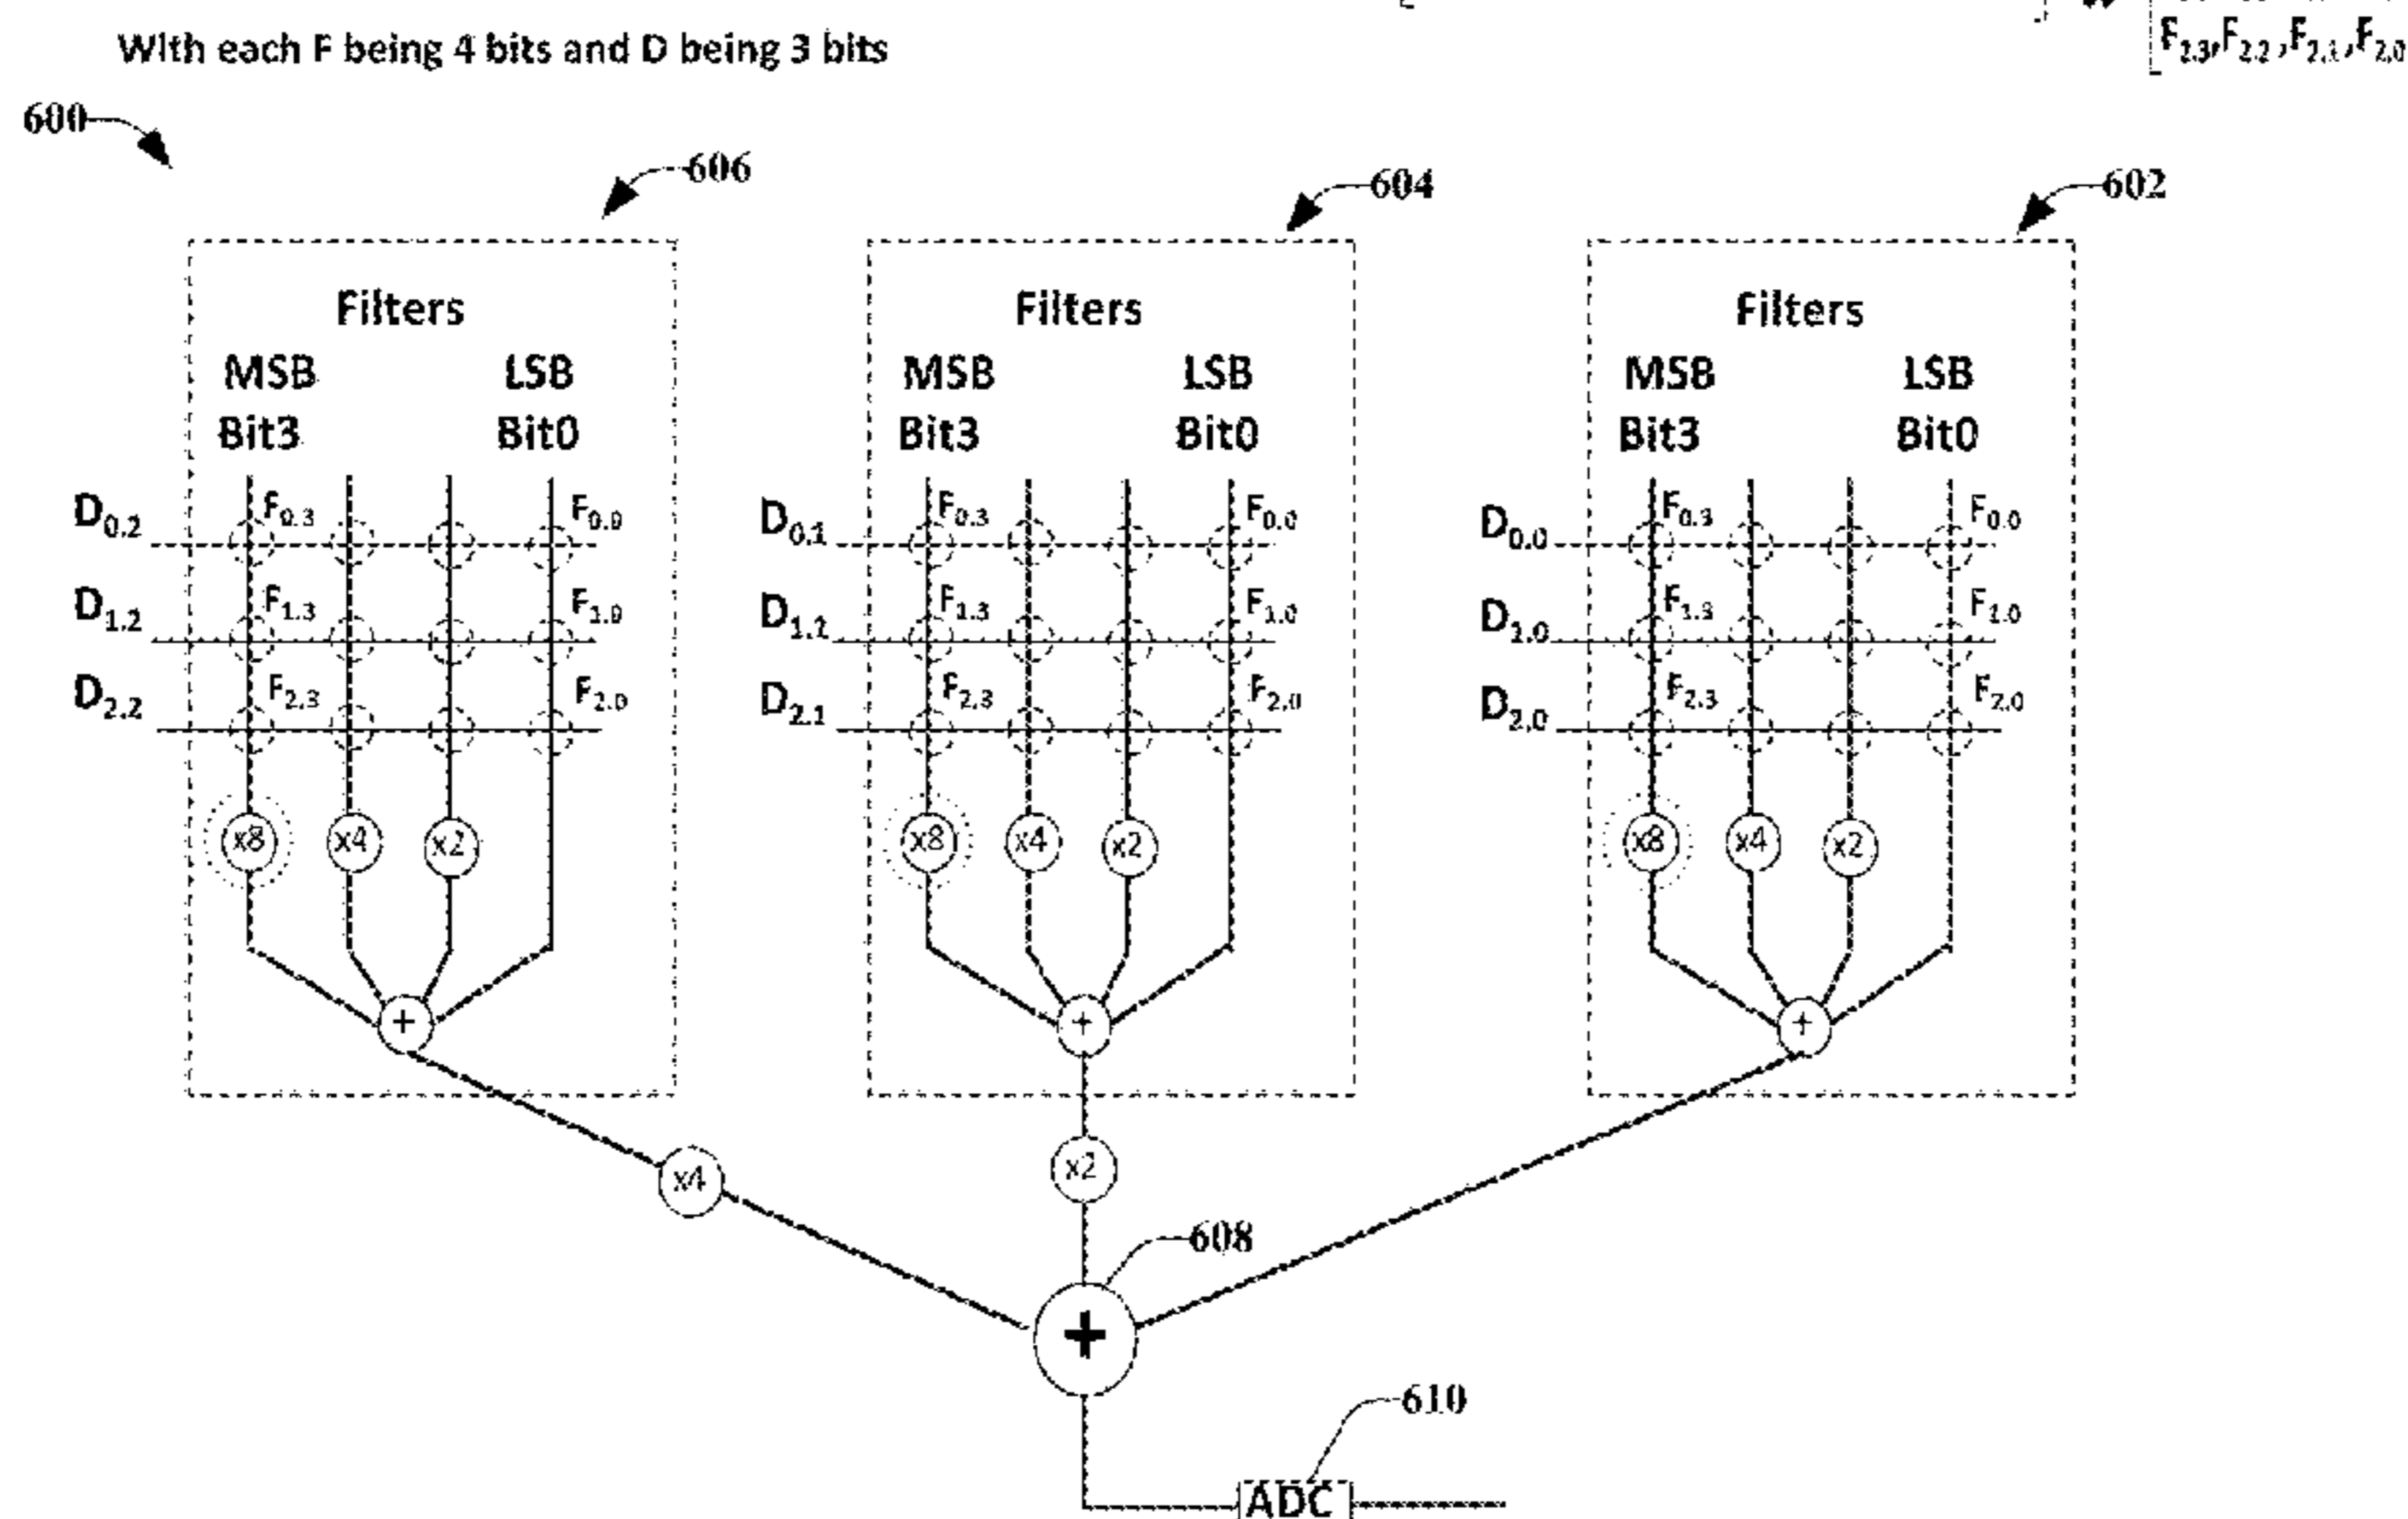 With each F being 4 bits and D being 3 bits
F2.3,F2.2,F2.1,F2.0
600
606
604
602
Filters
Filters
Filters
MSB LSB
MSB LSB
MSB LSB
Bit3 Bit0
Bit3 Bit0
Bit3 Bit0
D0.2 F0.3 F0.0
D1.2 F1.3 F1.0
D2.2 F2.3 F2.0
D0.1 F0.3 F0.0
D1.1 F1.3 F1.0
D2.1 F2.3 F2.0
D0.0 F0.3 F0.0
D1.0 F1.3 F1.0
D2.0 F2.3 F2.0
x8 x4 x2
x8 x4 x2
x8 x4 x2
+
+
+
x4
x2
608
+
610
ADC